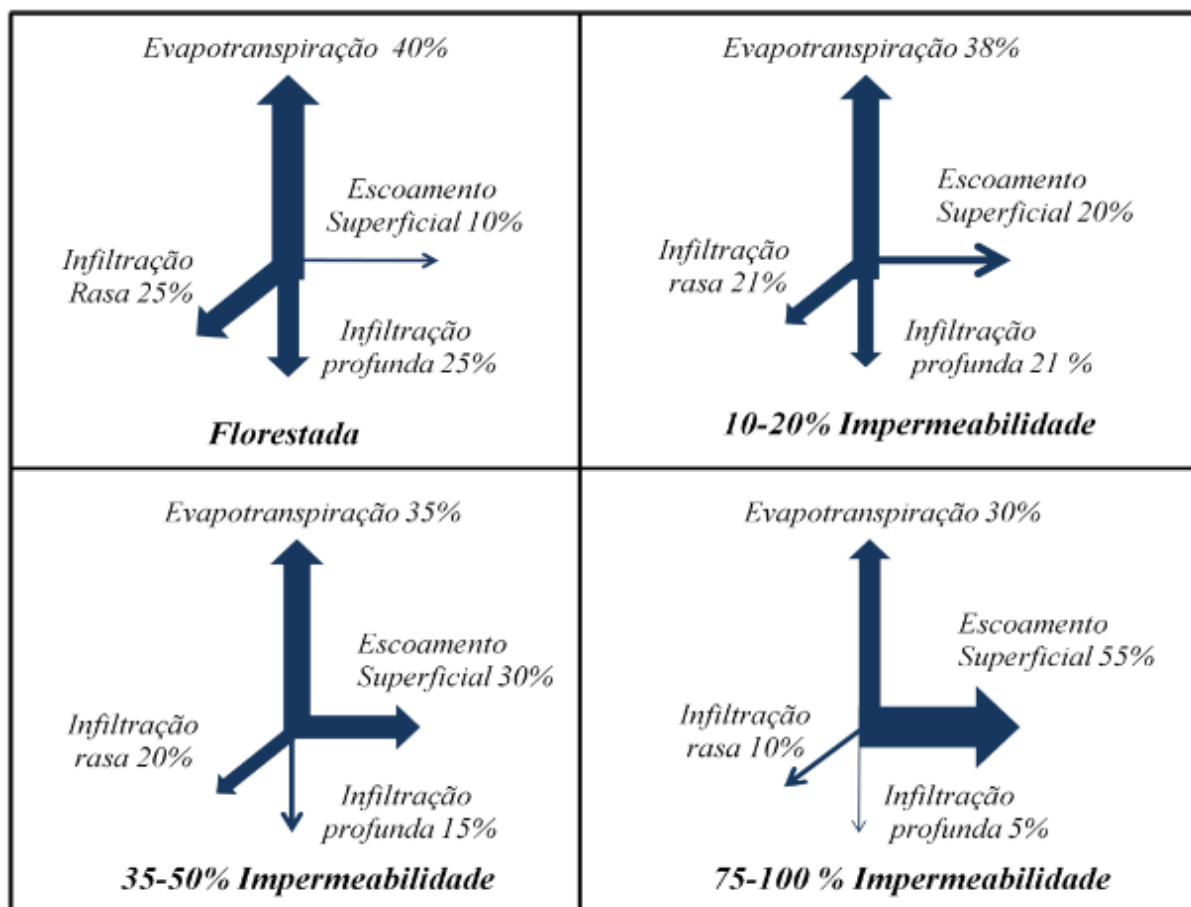 Evapotranspiração 40%
Escoamento
Superficial 10%
Infiltração
Rasa 25%
Infiltração
profunda 25%
Florestada
Evapotranspiração 38%
Escoamento
Superficial 20%
Infiltração
rasa 21%
Infiltração
profunda 21 %
10-20% Impermeabilidade
Evapotranspiração 35%
Escoamento
Superficial 30%
Infiltração
rasa 20%
Infiltração
profunda 15%
35-50% Impermeabilidade
Evapotranspiração 30%
Escoamento
Superficial 55%
Infiltração
rasa 10%
Infiltração
profunda 5%
75-100 % Impermeabilidade